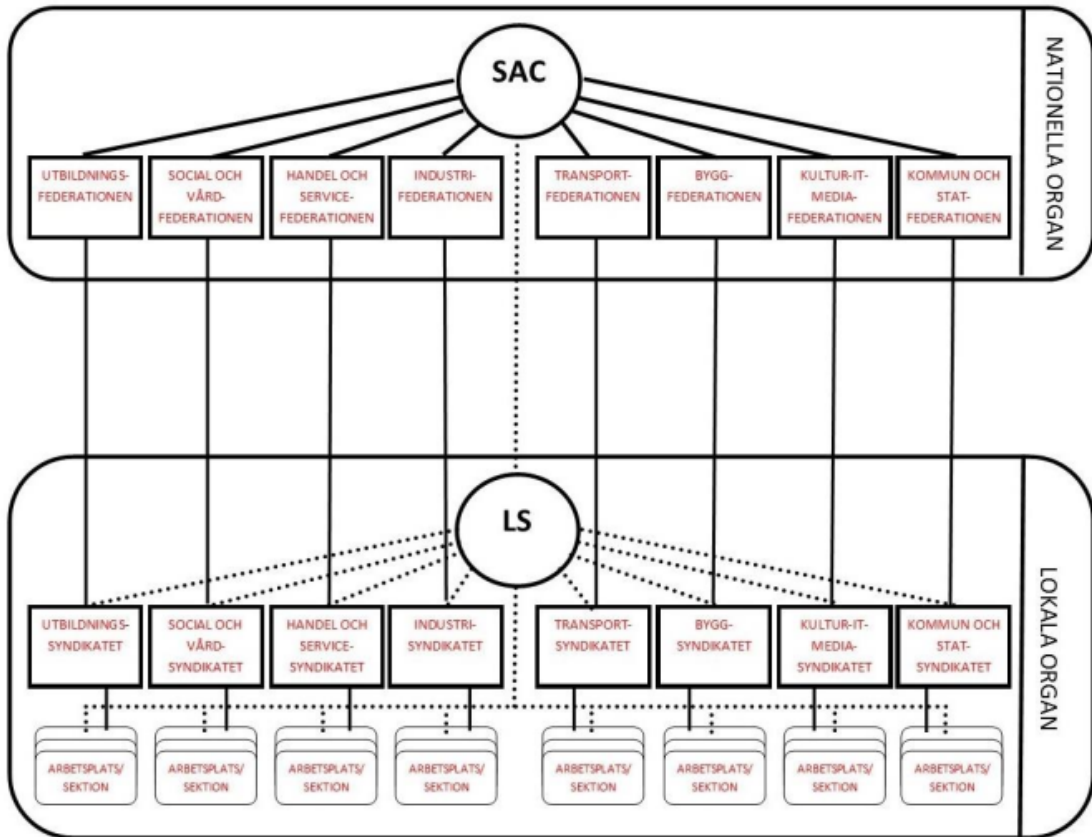 SAC
UTBILDNINGS-
FEDERATIONEN
SOCIAL OCH
VÅRD-
FEDERATIONEN
HANDEL OCH
SERVICE-
FEDERATIONEN
INDUSTRI-
FEDERATIONEN
TRANSPORT-
FEDERATIONEN
BYGG-
FEDERATIONEN
KULTUR-IT-
MEDIA-
FEDERATIONEN
KOMMUN OCH
STAT-
FEDERATIONEN
NATIONELLA ORGAN
LS
UTBILDNINGS-
SYNDIKATET
SOCIAL OCH
VÅRD-
SYNDIKATET
HANDEL OCH
SERVICE-
SYNDIKATET
INDUSTRI-
SYNDIKATET
TRANSPORT-
SYNDIKATET
BYGG-
SYNDIKATET
KULTUR-IT-
MEDIA-
SYNDIKATET
KOMMUN OCH
STAT-
SYNDIKATET
ARBETSPLATS/
SEKTION
ARBETSPLATS/
SEKTION
ARBETSPLATS/
SEKTION
ARBETSPLATS/
SEKTION
ARBETSPLATS/
SEKTION
ARBETSPLATS/
SEKTION
ARBETSPLATS/
SEKTION
ARBETSPLATS/
SEKTION
LOKALA ORGAN